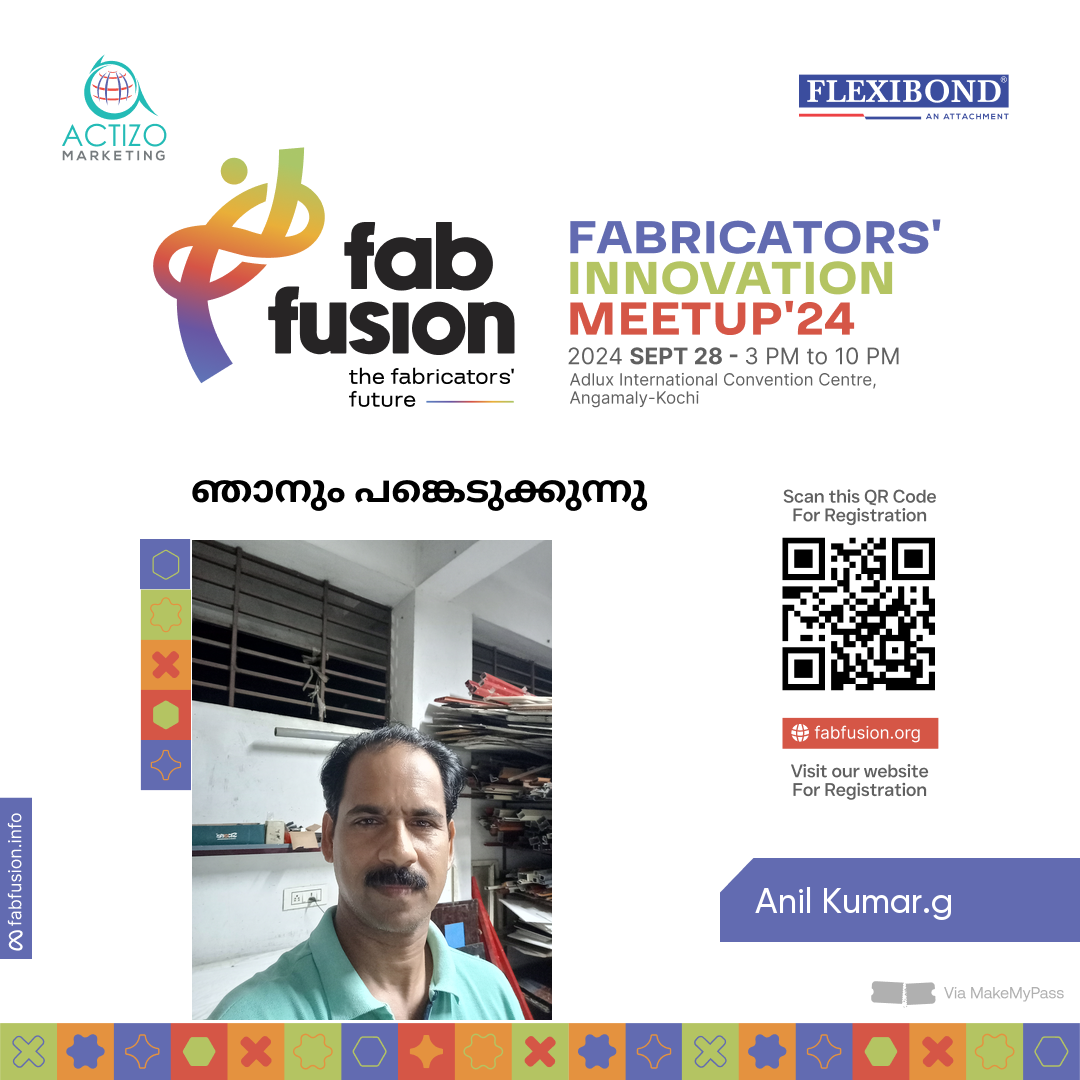 ACTIZO
MARKETING
FLEXIBOND®
AN ATTACHMENT
fab
fusion
the fabricators'
future
FABRICATORS'
INNOVATION
MEETUP'24
2024 SEPT 28 - 3 PM to 10 PM
Adlux International Convention Centre,
Angamaly-Kochi
ഞാനും പങ്കെടുക്കുന്നു
Scan this QR Code
For Registration
fabfusion.org
Visit our website
For Registration
fabfusion.info
Anil Kumar.g
Via MakeMyPass